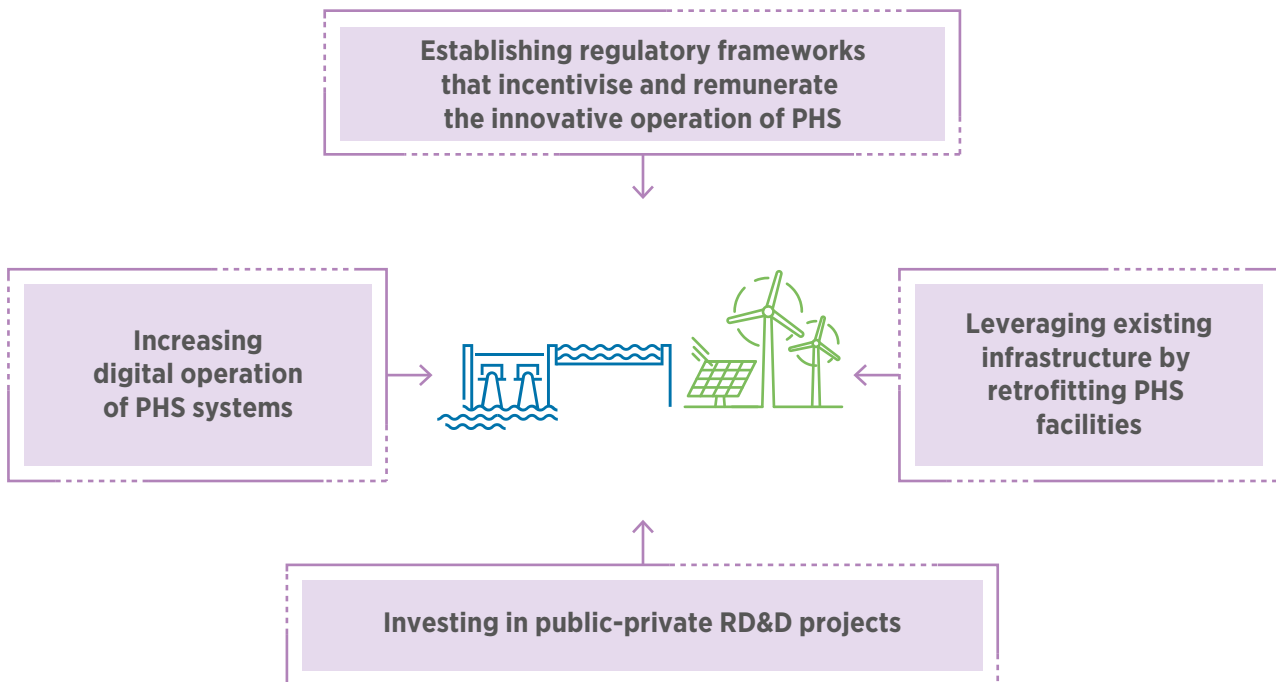 Establishing regulatory frameworks
that incentivise and remunerate
the innovative operation of PHS
Increasing
digital operation
of PHS systems
Leveraging existing
infrastructure by
retrofitting PHS
facilities
Investing in public-private RD&D projects